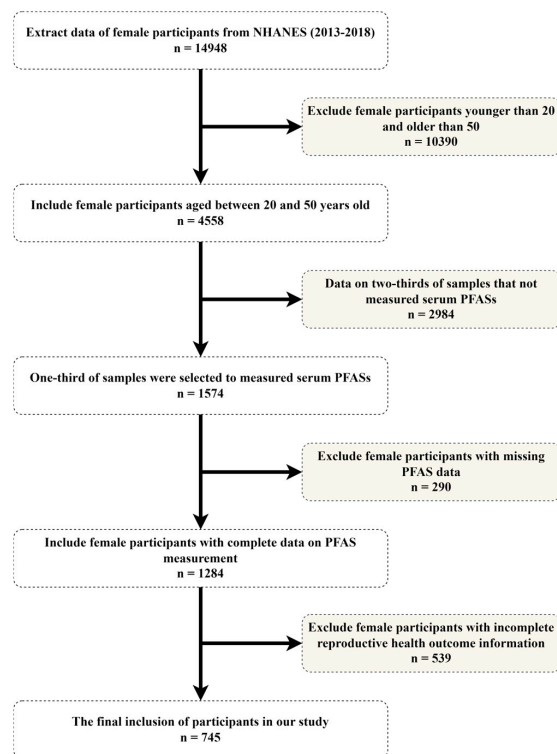 Extract data of female participants from NHANES (2013-2018)
n = 14948
Exclude female participants younger than 20
and older than 50
n = 10390
Include female participants aged between 20 and 50 years old
n = 4558
Data on two-thirds of samples that not
measured serum PFASs
n = 2984
One-third of samples were selected to measured serum PFASs
n = 1574
Exclude female participants with missing
PFAS data
n = 290
Include female participants with complete data on PFAS
measurement
n = 1284
Exclude female participants with incomplete
reproductive health outcome information
n = 539
The final inclusion of participants in our study
n = 745